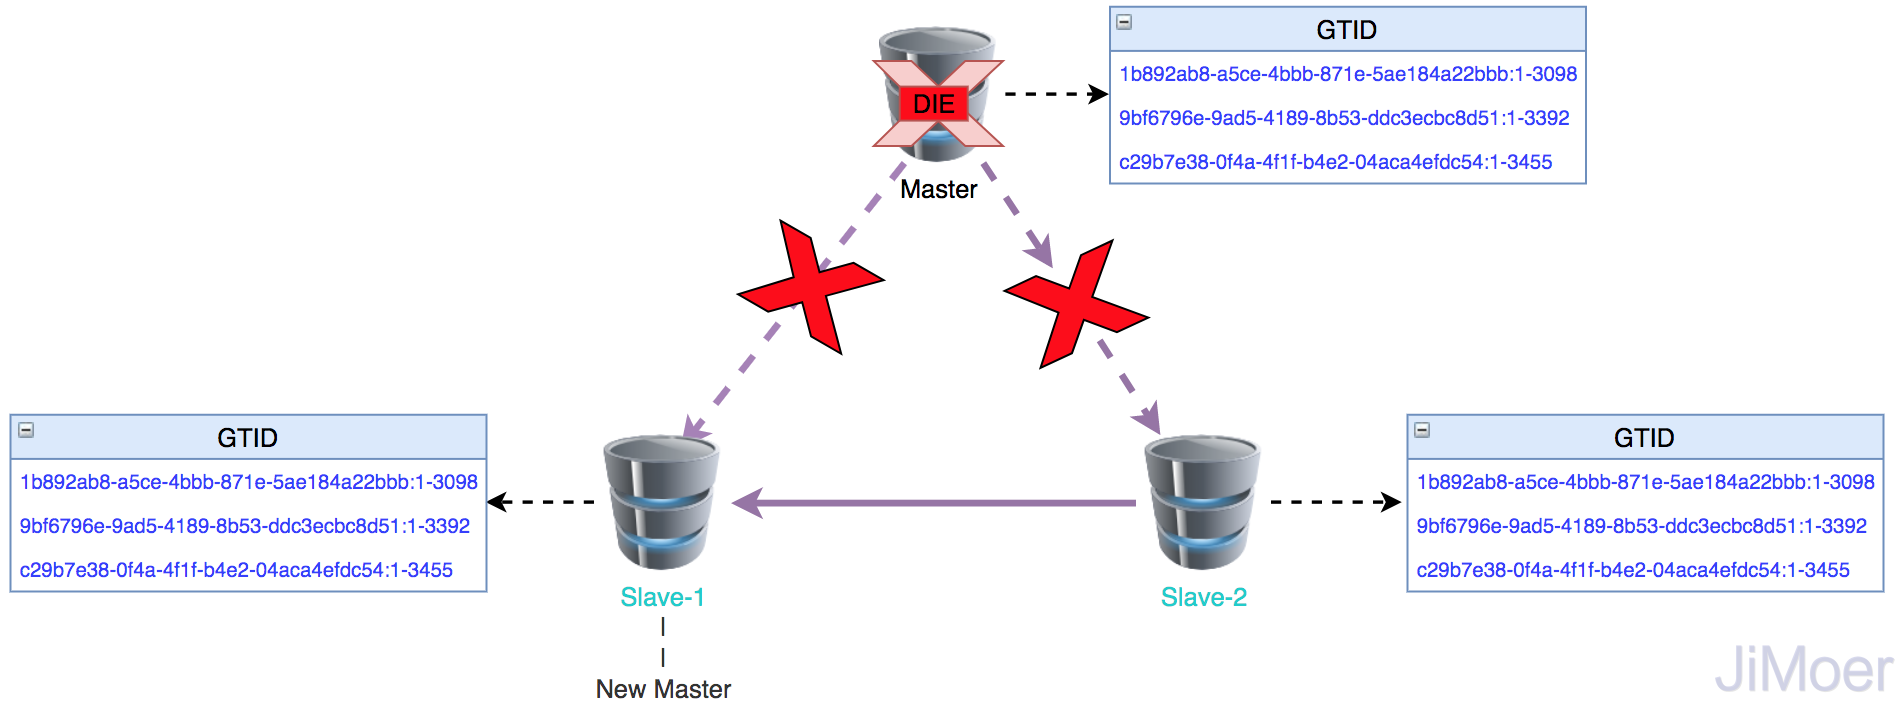 GTID
1b892ab8-a5ce-4bbb-871e-5ae184a22bbb:1-3098
9bf6796e-9ad5-4189-8b53-ddc3ecbc8d51:1-3392
c29b7e38-0f4a-4f1f-b4e2-04aca4efdc54:1-3455
DIE
Master
GTID
1b892ab8-a5ce-4bbb-871e-5ae184a22bbb:1-3098
9bf6796e-9ad5-4189-8b53-ddc3ecbc8d51:1-3392
c29b7e38-0f4a-4f1f-b4e2-04aca4efdc54:1-3455
Slave-1
New Master
Slave-2
GTID
1b892ab8-a5ce-4bbb-871e-5ae184a22bbb:1-3098
9bf6796e-9ad5-4189-8b53-ddc3ecbc8d51:1-3392
c29b7e38-0f4a-4f1f-b4e2-04aca4efdc54:1-3455
JiMoer